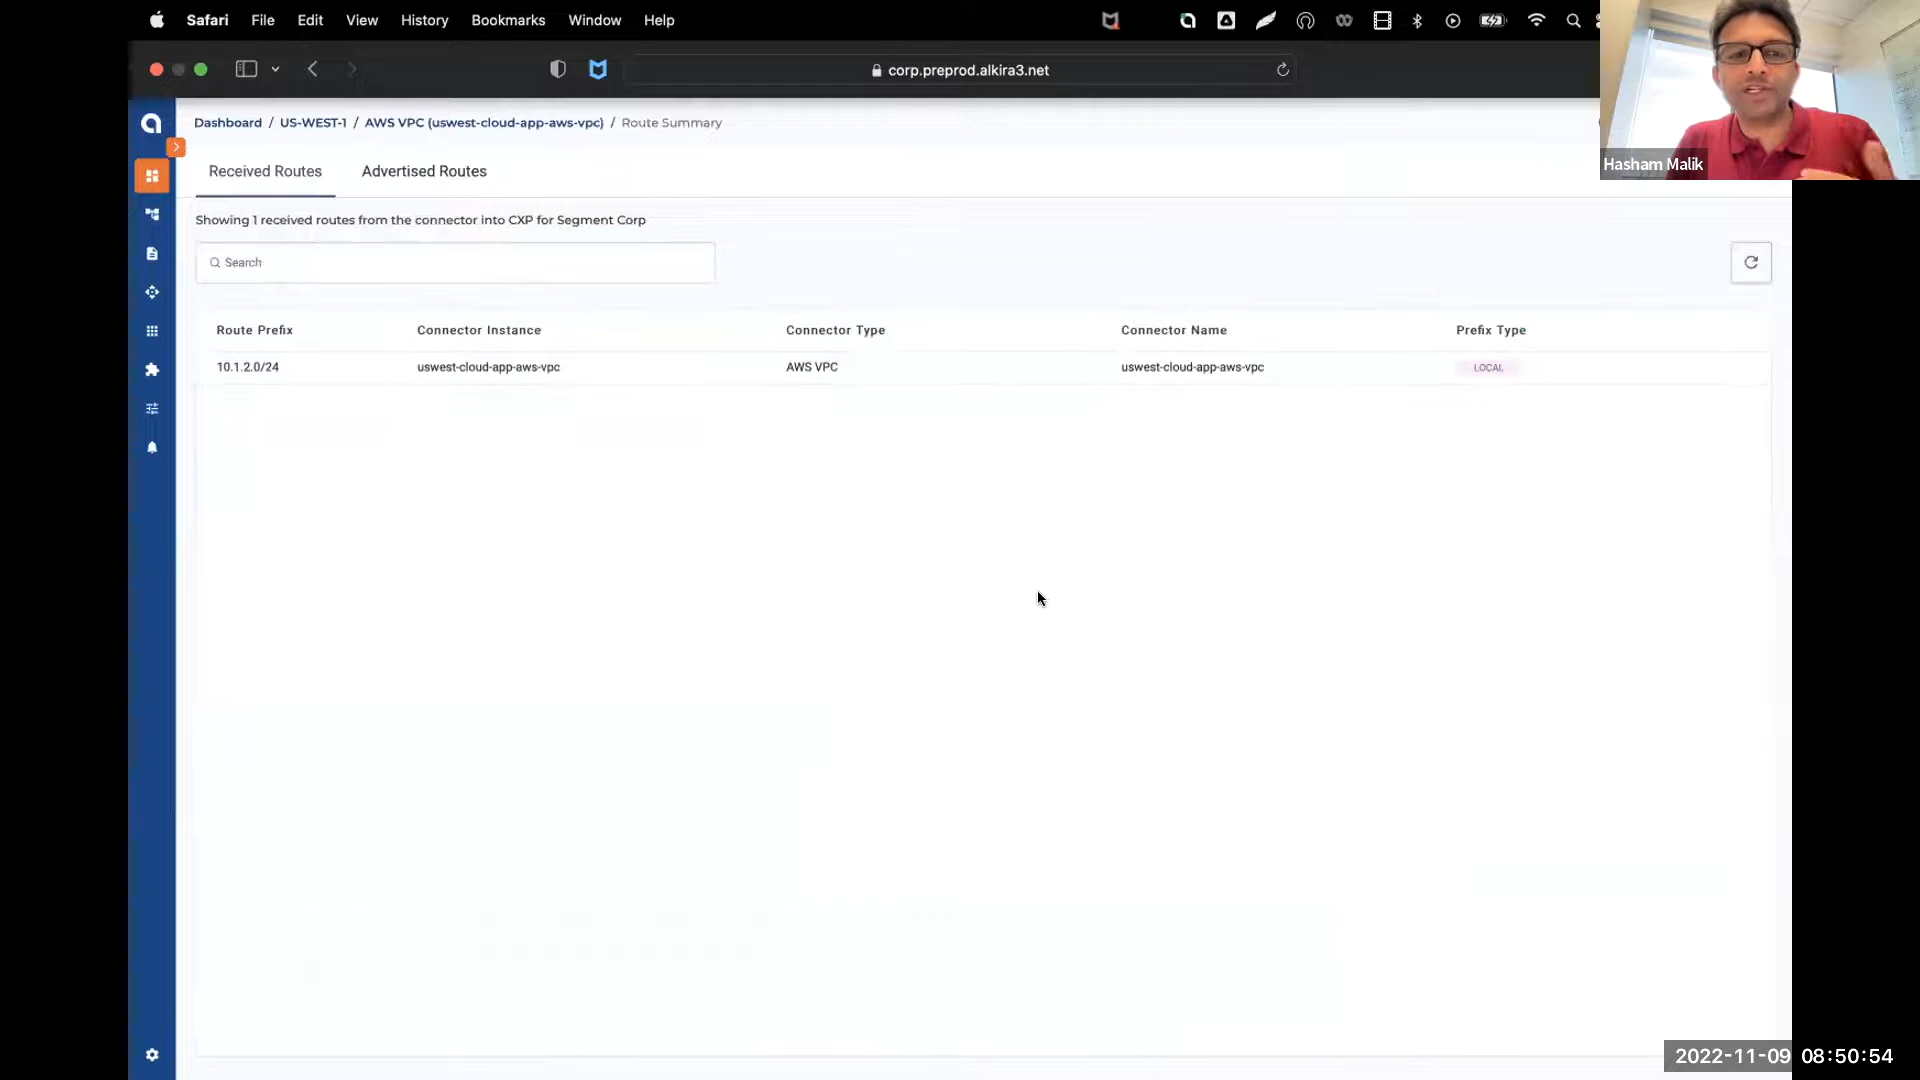 Safari File Edit View History Bookmarks Window Help
corp.preprod.alkira3.net
Hasham Malik
Dashboard / US-WEST-1 / AWS VPC (uswest-cloud-app-aws-vpc) / Route Summary
Received Routes Advertised Routes
Showing 1 received routes from the connector into CXP for Segment Corp
Search
Route Prefix Connector Instance Connector Type Connector Name Prefix Type
10.1.2.0/24 uswest-cloud-app-aws-vpc AWS VPC uswest-cloud-app-aws-vpc LOCAL
2022-11-09 08:50:54